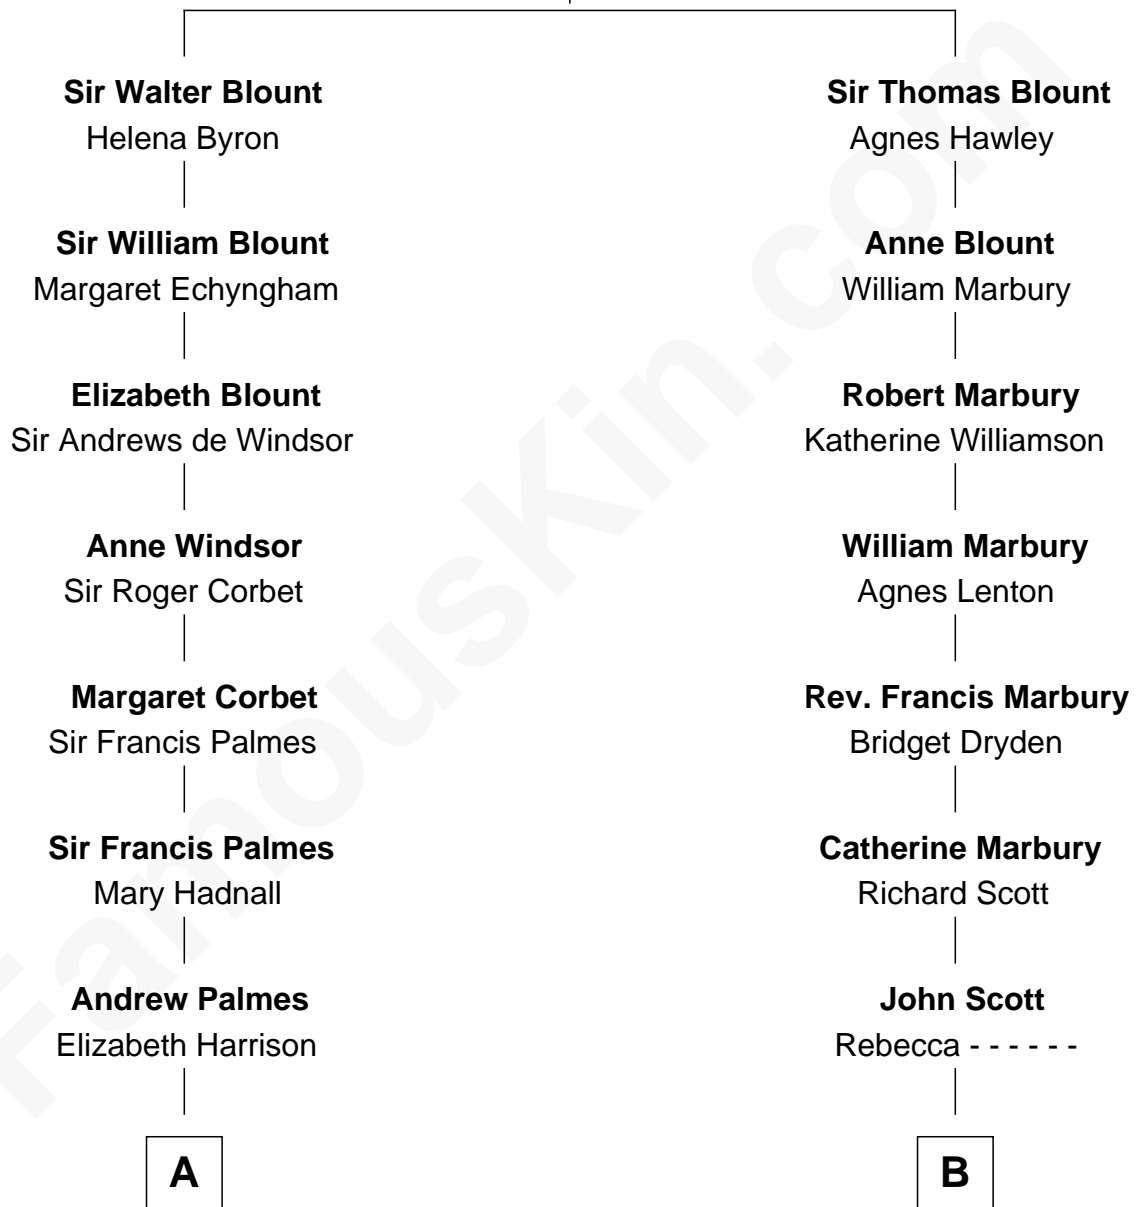 Sir Walter Blount
Helena Byron
Sir William Blount
Margaret Echyngham
Elizabeth Blount
Sir Andrews de Windsor
Anne Windsor
Sir Roger Corbet
Margaret Corbet
Sir Francis Palmes
Sir Francis Palmes
Mary Hadnall
Andrew Palmes
Elizabeth Harrison
A
Sir Thomas Blount
Agnes Hawley
Anne Blount
William Marbury
Robert Marbury
Katherine Williamson
William Marbury
Agnes Lenton
Rev. Francis Marbury
Bridget Dryden
Catherine Marbury
Richard Scott
John Scott
Rebecca - - - - - -
B
FamousKin.com